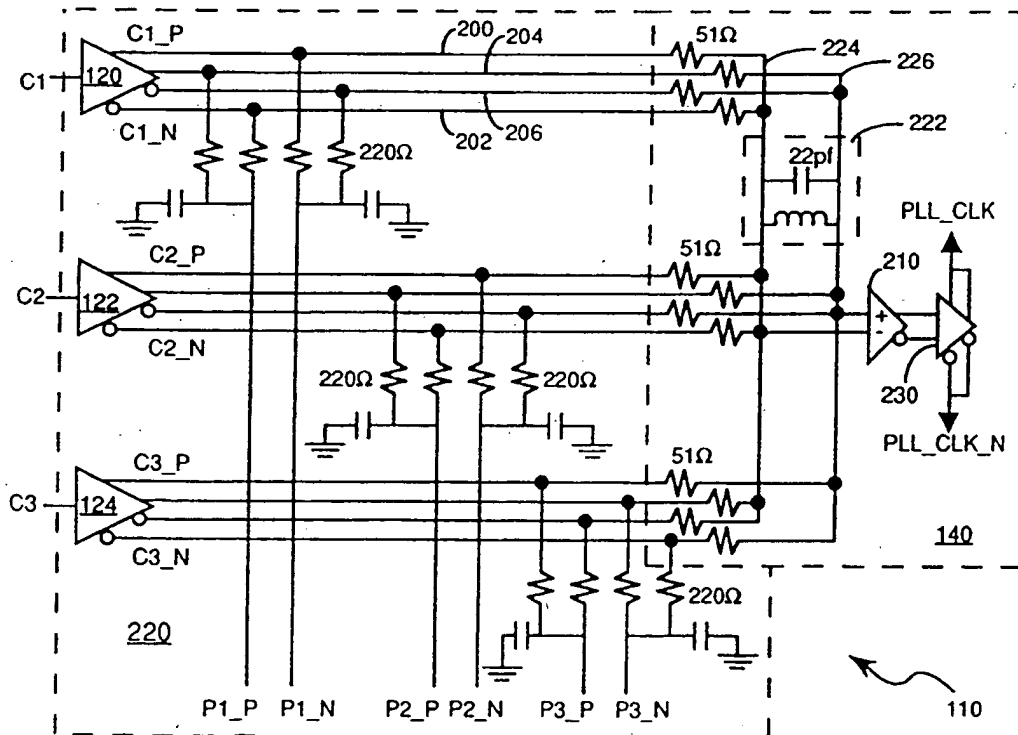 C1_P
200
204
51Ω
224
226
C1
120
C1_N
202
206
222
220Ω
22pf
PLL_CLK
C2_P
51Ω
210
C2
122
+
-
C2_N
220Ω
220Ω
230
PLL_CLK_N
C3_P
51Ω
C3
124
C3_N
140
220Ω
220
P1_P
P1_N
P2_P
P2_N
P3_P
P3_N
110